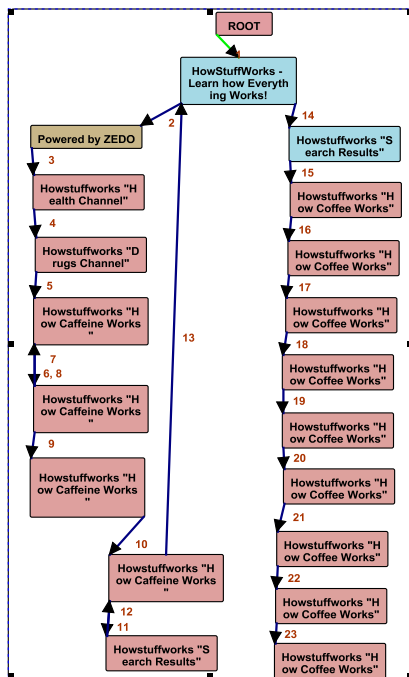 ROOT
1
HowStuffWorks -
Learn how Everyth
ing Works!
2
14
Powered by ZEDO
Howstuffworks "S
earch Results"
3
15
Howstuffworks "H
ealth Channel"
Howstuffworks "H
ow Coffee Works"
4
16
Howstuffworks "D
rugs Channel"
Howstuffworks "H
ow Coffee Works"
5
17
Howstuffworks "H
ow Caffeine Works
"
Howstuffworks "H
ow Coffee Works"
13
7
6, 8
18
Howstuffworks "H
ow Coffee Works"
Howstuffworks "H
ow Caffeine Works
"
19
Howstuffworks "H
ow Coffee Works"
9
20
Howstuffworks "H
ow Caffeine Works
"
Howstuffworks "H
ow Coffee Works"
21
10
Howstuffworks "H
ow Coffee Works"
Howstuffworks "H
ow Caffeine Works
"
22
Howstuffworks "H
ow Coffee Works"
12
11
23
Howstuffworks "S
earch Results"
Howstuffworks "H
ow Coffee Works"